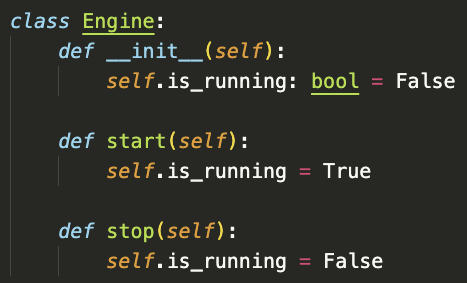 class Engine:
    def __init__(self):
        self.is_running: bool = False

    def start(self):
        self.is_running = True

    def stop(self):
        self.is_running = False